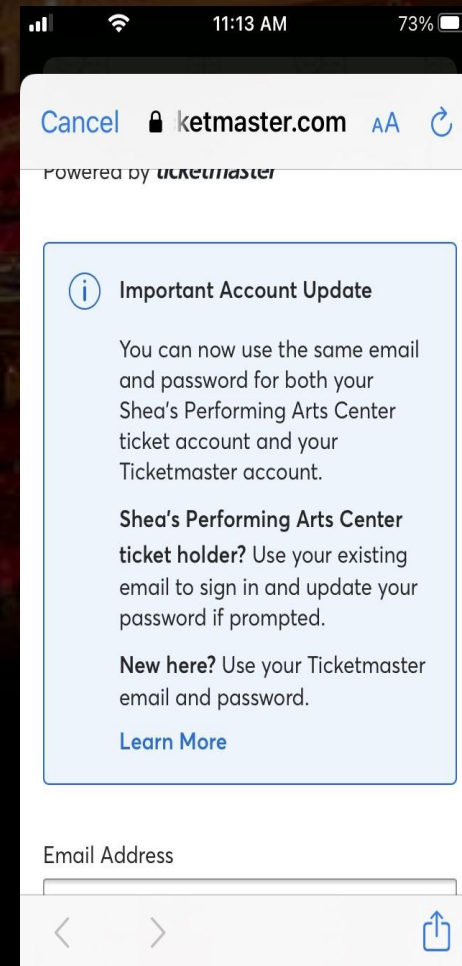 11:13 AM 73%
Cancel ketmaster.com AA
Powered by ticketmaster
Important Account Update
You can now use the same email
and password for both your
Shea's Performing Arts Center
ticket account and your
Ticketmaster account.
Shea's Performing Arts Center
ticket holder? Use your existing
email to sign in and update your
password if prompted.
New here? Use your Ticketmaster
email and password.
Learn More
Email Address